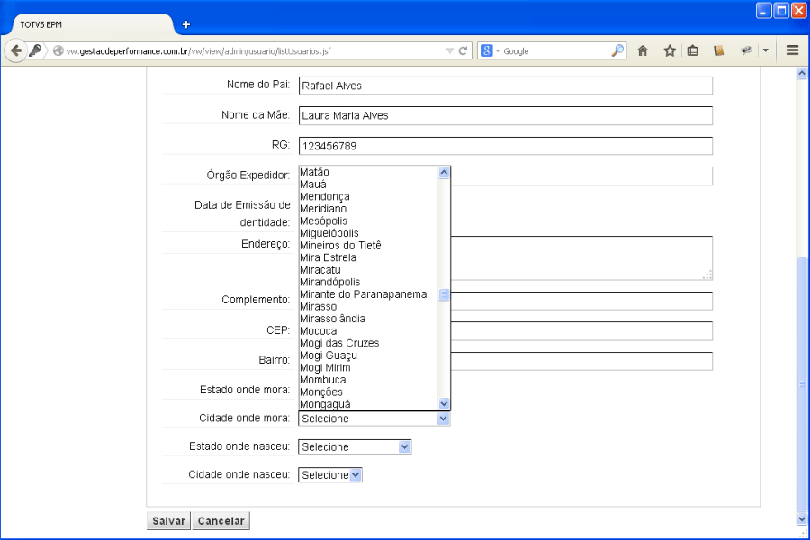 TOTVS EPM
+
vw.gestaodeperformance.com.br/vw/view/admin/usuario/listUsuarios.js
Google
Nome do Pai: Rafael Alves
Nome da Mãe: Laura Maria Alves
RG: 123456789
Órgão Expedidor:
Data de Emissão de
identidade:
Endereço:
Complemento:
CEP:
Bairro:
Estado onde mora:
Matão
Mauá
Mendonça
Meridiano
Mesópolis
Miguelópolis
Mineiros do Tietê
Mira Estrela
Miracatu
Mirandópolis
Mirante do Paranapanema
Mirasso
Mirassolândia
Mococa
Mogi das Cruzes
Mogi Guaçu
Mogi Mirim
Mombuca
Monções
Mongaguá
Cidade onde mora: Selecione
Estado onde nasceu: Selecione
Cidade onde nasceu: Selecione
Salvar Cancelar